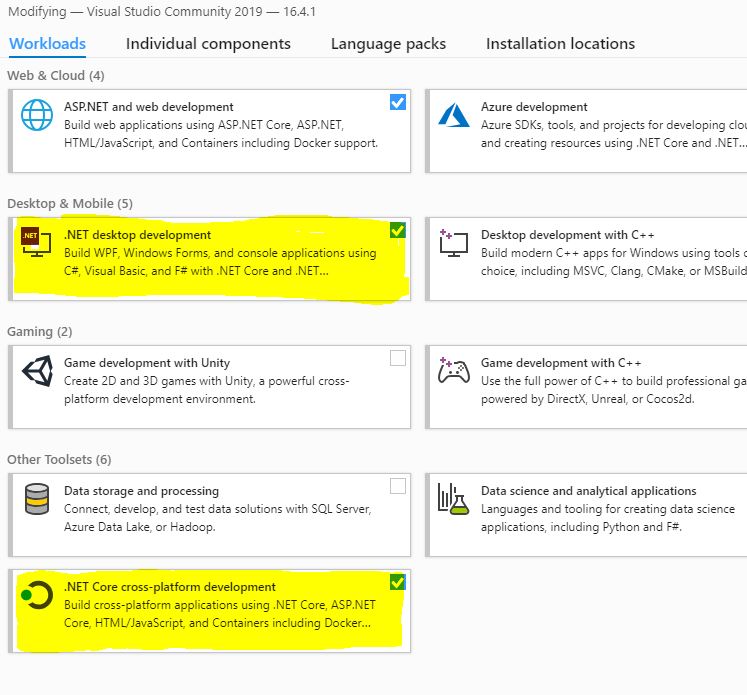 Modifying — Visual Studio Community 2019 — 16.4.1
Workloads Individual components Language packs Installation locations
Web & Cloud (4)
ASP.NET and web development
Build web applications using ASP.NET Core, ASP.NET,
HTML/JavaScript, and Containers including Docker support.
Azure development
Azure SDKs, tools, and projects for developing clou
and creating resources using .NET Core and .NET...
Desktop & Mobile (5)
.NET
.NET desktop development
Build WPF, Windows Forms, and console applications using
C#, Visual Basic, and F# with .NET Core and .NET...
Desktop development with C++
Build modern C++ apps for Windows using tools o
choice, including MSVC, Clang, CMake, or MSBuild
Gaming (2)
Game development with Unity
Create 2D and 3D games with Unity, a powerful cross-
platform development environment.
Game development with C++
Use the full power of C++ to build professional ga
powered by DirectX, Unreal, or Cocos2d.
Other Toolsets (6)
Data storage and processing
Connect, develop, and test data solutions with SQL Server,
Azure Data Lake, or Hadoop.
Data science and analytical applications
Languages and tooling for creating data science
applications, including Python and F#.
.NET Core cross-platform development
Build cross-platform applications using .NET Core, ASP.NET
Core, HTML/JavaScript, and Containers including Docker...